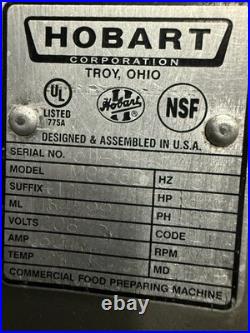 HOBART
CORPORATION
TROY, OHIO
UL
LISTED
775A
Hobart
H
NSF
DESIGNED & ASSEMBLED IN U.S.A.
SERIAL NO.
MODEL HZ
SUFFIX HP
ML PH
VOLTS CODE
AMP RPM
TEMP MD
COMMERCIAL FOOD PREPARING MACHINE